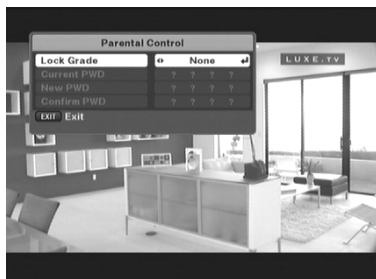 Parental Control
Lock Grade None
Current PWD ? ? ? ?
New PWD ? ? ? ?
Confirm PWD ? ? ? ?
EXIT Exit
LUXE.TV